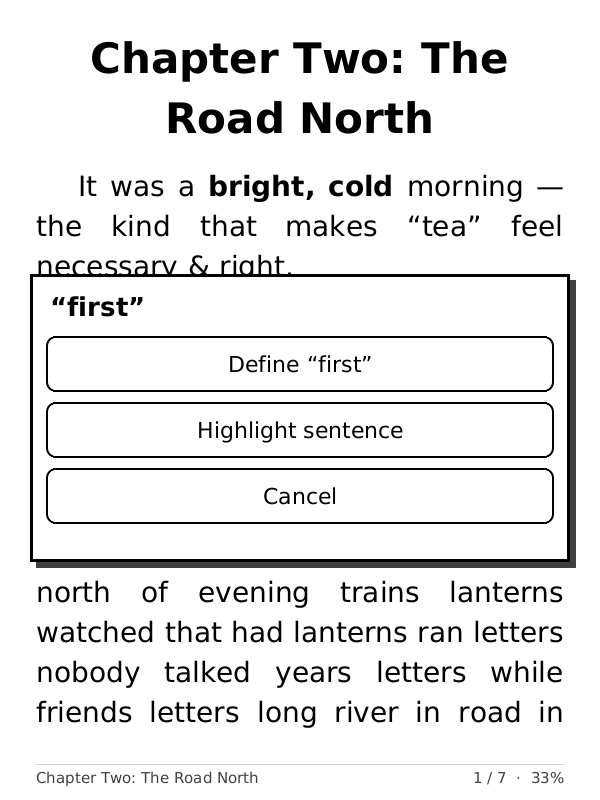 Chapter Two: The
Road North
It was a bright, cold morning —
the kind that makes “tea” feel
necessary & right.
“first”
Define “first”
Highlight sentence
Cancel
north of evening trains lanterns
watched that had lanterns ran letters
nobody talked years letters while
friends letters long river in road in
Chapter Two: The Road North
1 / 7 · 33%